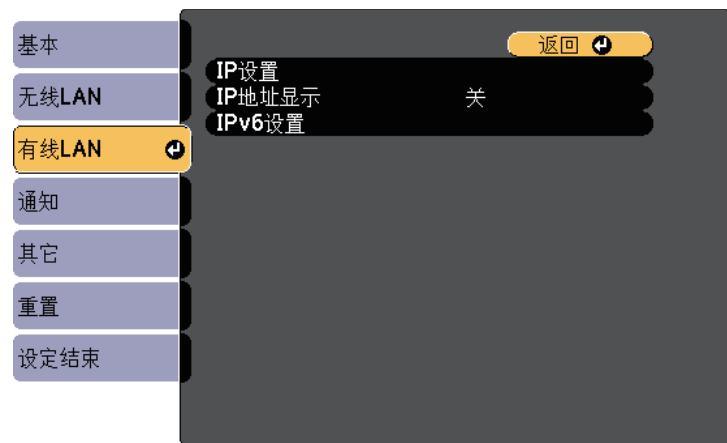 基本
无线LAN
有线LAN
通知
其它
重置
设定结束
返回
IP设置
IP地址显示 关
IPv6设置